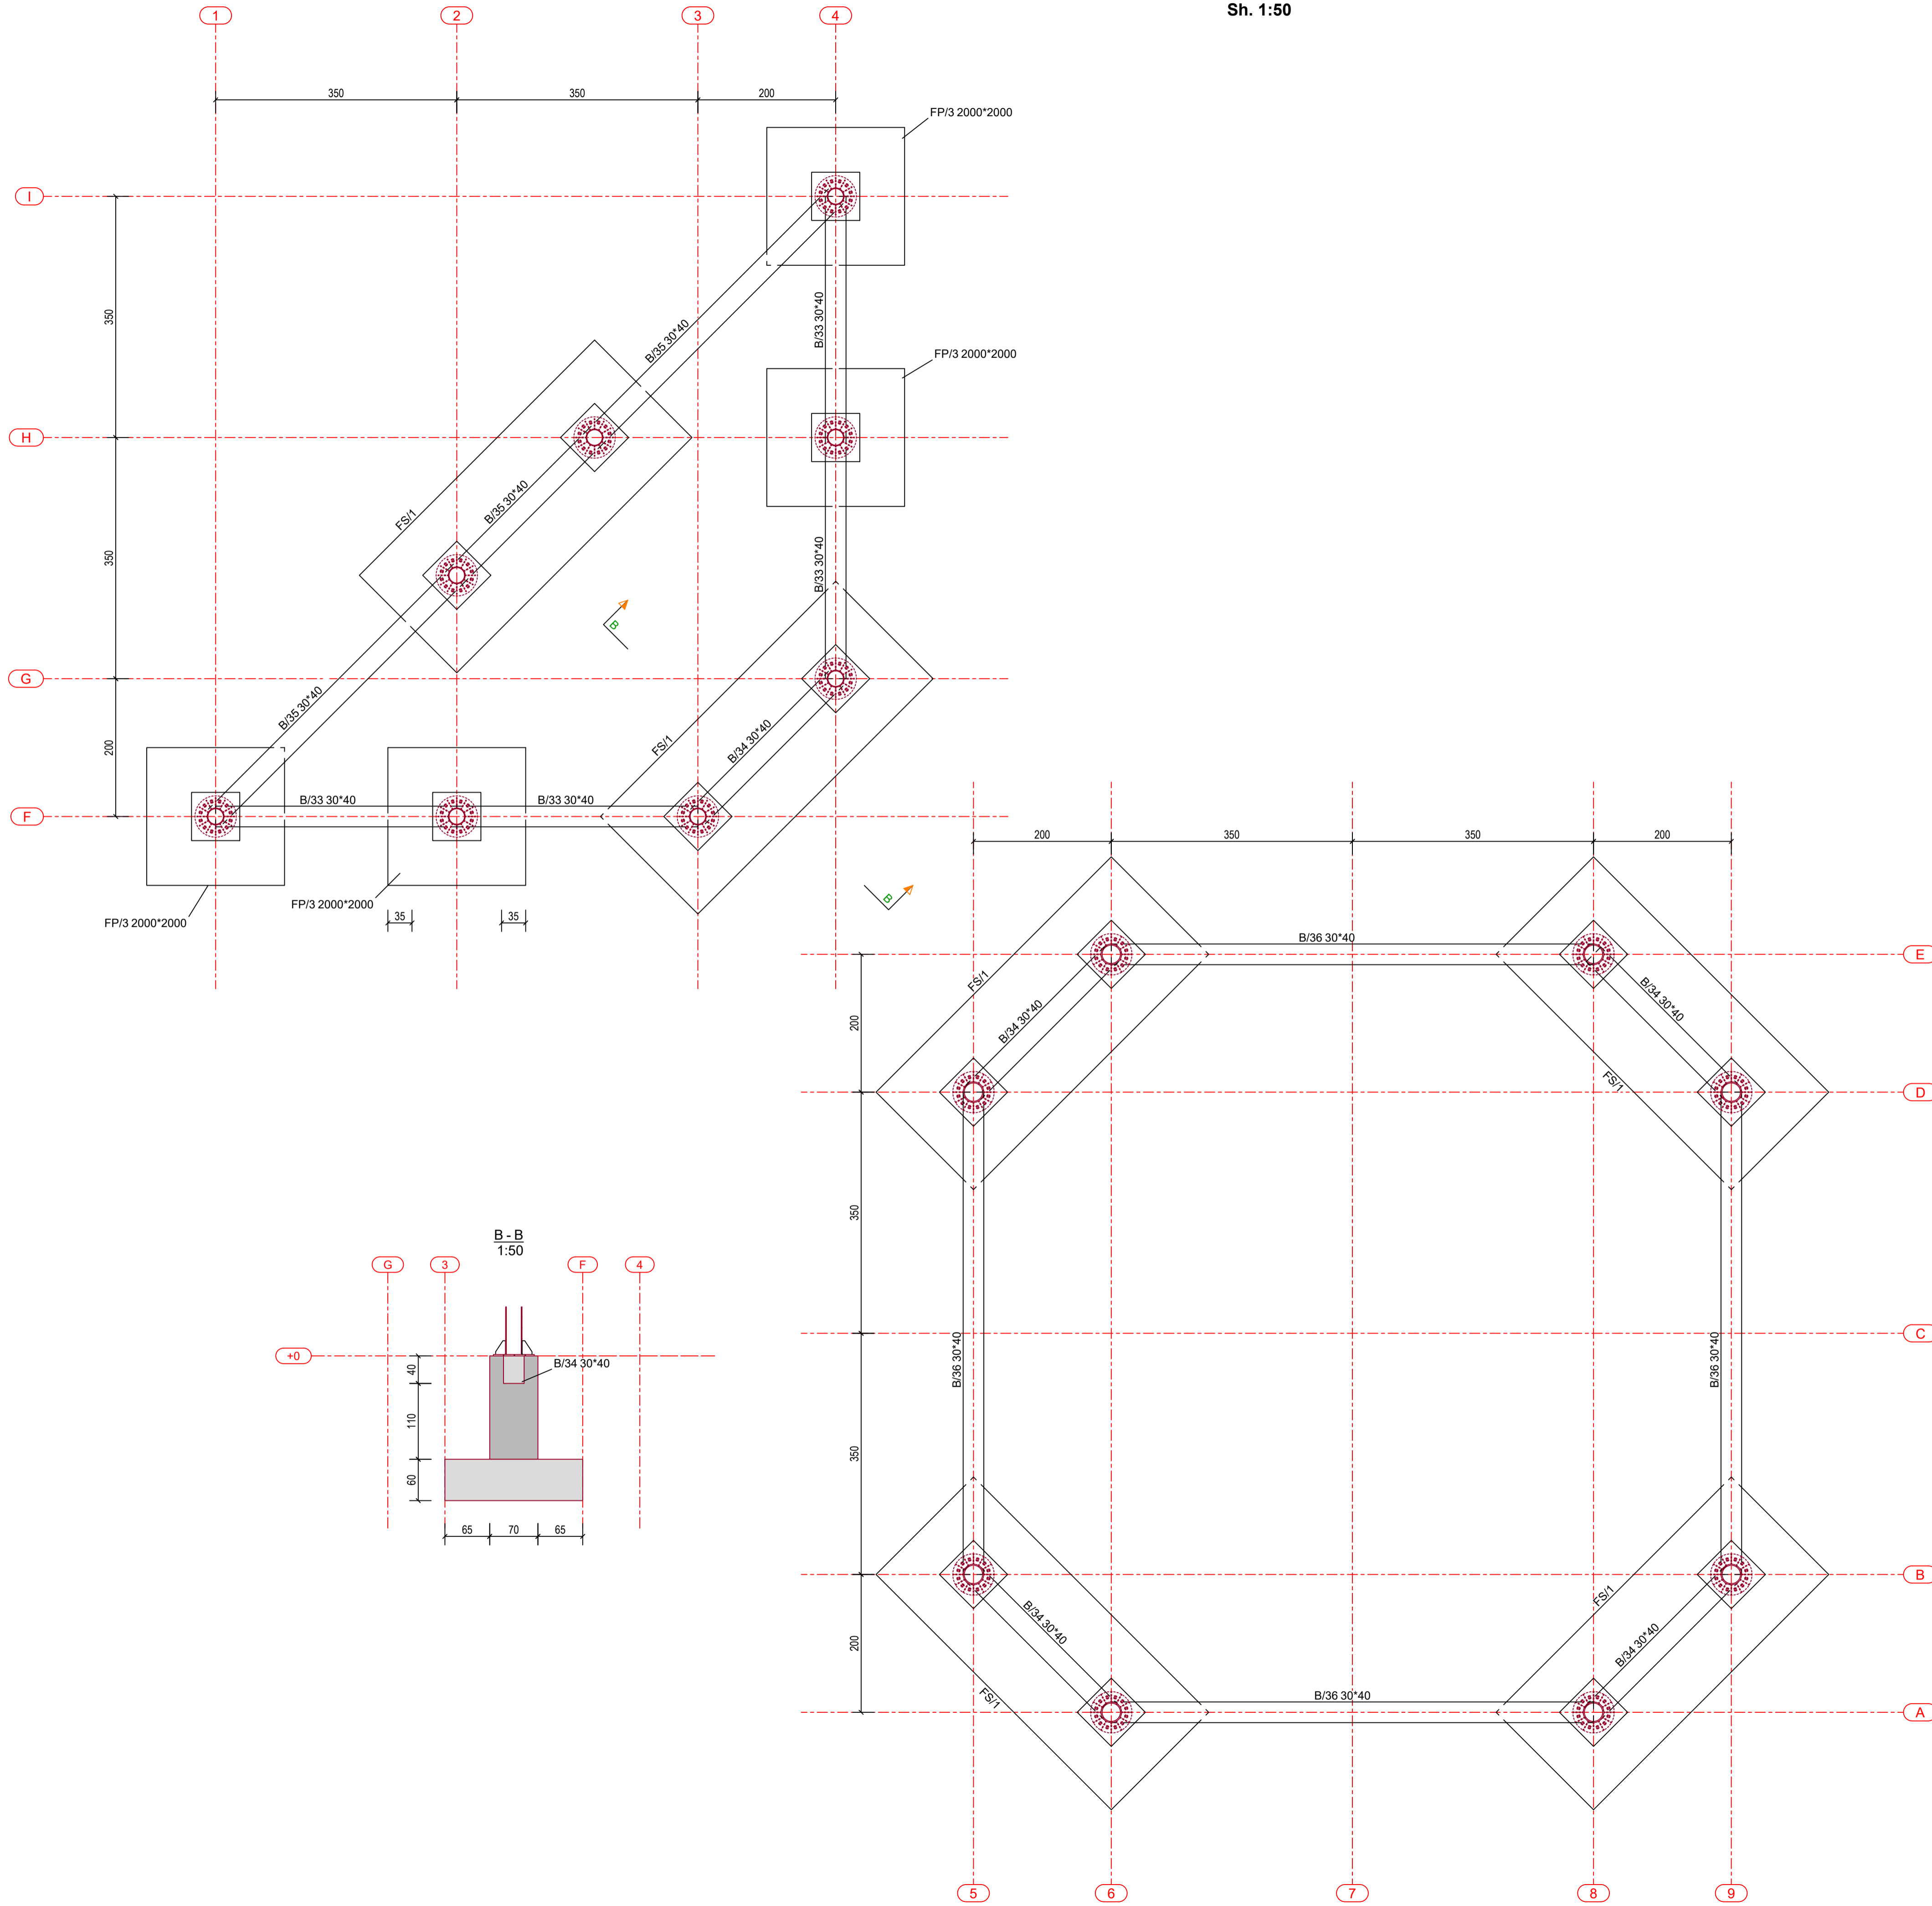 Sh. 1:50
1
2
3
4
350
350
200
FP/3 2000*2000
I
B/35 30*40
B/33 30*40
350
FP/3 2000*2000
H
B/35 30*40
FS/1
B/33 30*40
350
B
G
B/35 30*40
FS/1
B/34 30*40
200
B/33 30*40
B/33 30*40
F
FP/3 2000*2000
FP/3 2000*2000
35
35
B
200
350
350
200
B/36 30*40
E
FS/1
B/34 30*40
B/34 30*40
200
FS/1
D
350
B/36 30*40
B/36 30*40
C
350
B
FS/1
B/34 30*40
B/34 30*40
200
FS/1
B/36 30*40
A
5
6
7
8
9
B - B
1:50
G
3
F
4
+0
B/34 30*40
40
110
60
65
70
65